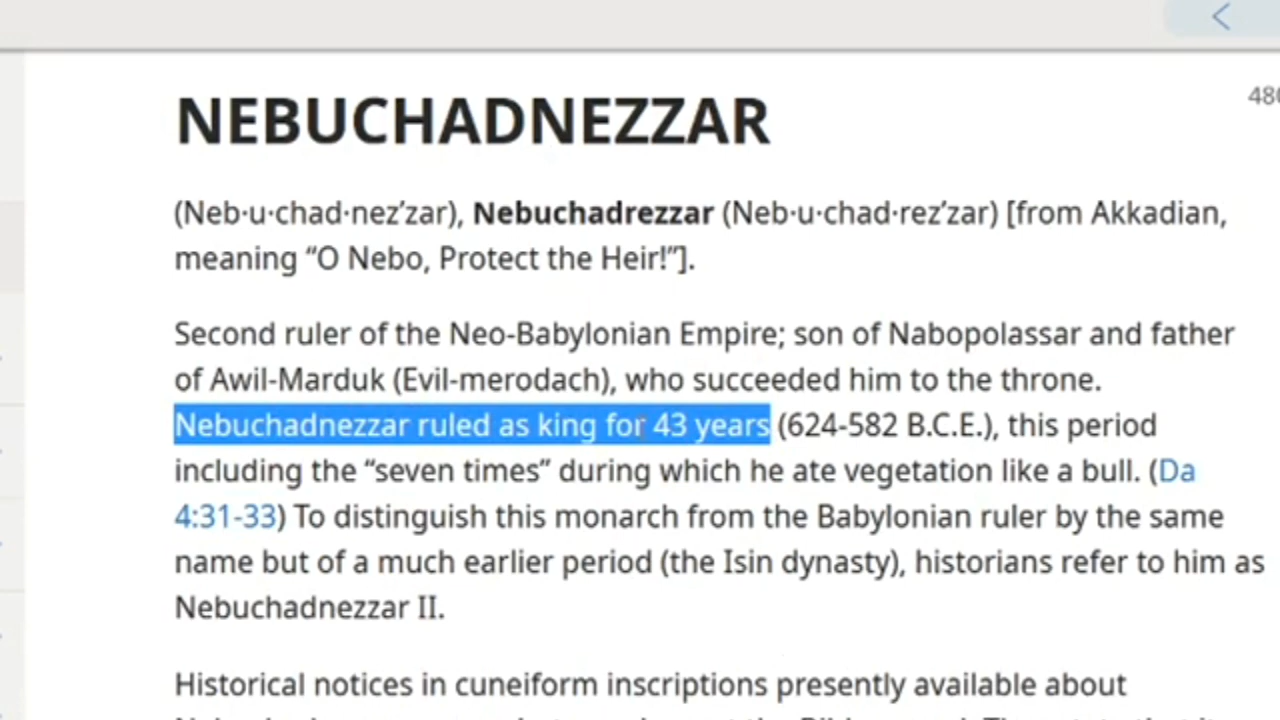 NEBUCHADNEZZAR
480
(Neb·u·chad·nezʹzar), Nebuchadrezzar (Neb·u·chad·rezʹzar) [from Akkadian,
meaning “O Nebo, Protect the Heir!”].
Second ruler of the Neo-Babylonian Empire; son of Nabopolassar and father
of Awil-Marduk (Evil-merodach), who succeeded him to the throne.
Nebuchadnezzar ruled as king for 43 years (624-582 B.C.E.), this period
including the “seven times” during which he ate vegetation like a bull. (Da
4:31-33) To distinguish this monarch from the Babylonian ruler by the same
name but of a much earlier period (the Isin dynasty), historians refer to him as
Nebuchadnezzar II.
Historical notices in cuneiform inscriptions presently available about